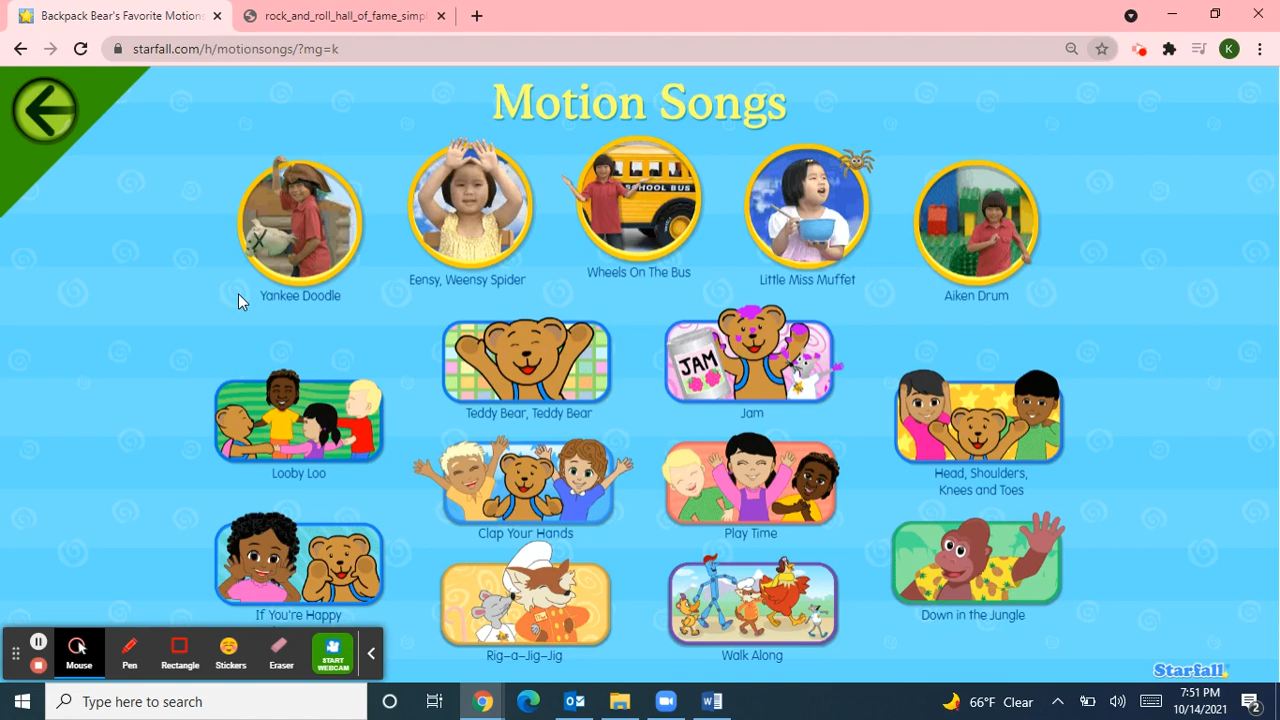 Backpack Bear's Favorite Motion
rock_and_roll_hall_of_fame_simpl
starfall.com/h/motionsongs/?mg=k
K
Motion Songs
SCHOOL BUS
Yankee Doodle
Eensy, Weensy Spider
Wheels On The Bus
Little Miss Muffet
Aiken Drum
JAM
Teddy Bear, Teddy Bear
Jam
Looby Loo
Head, Shoulders,
Knees and Toes
Clap Your Hands
Play Time
If You're Happy
Down in the Jungle
Rig-a-Jig-Jig
Walk Along
Mouse
Pen
Rectangle
Stickers
Eraser
START
WEBCAM
Starfall
Type here to search
66°F Clear
7:51 PM
10/14/2021
2